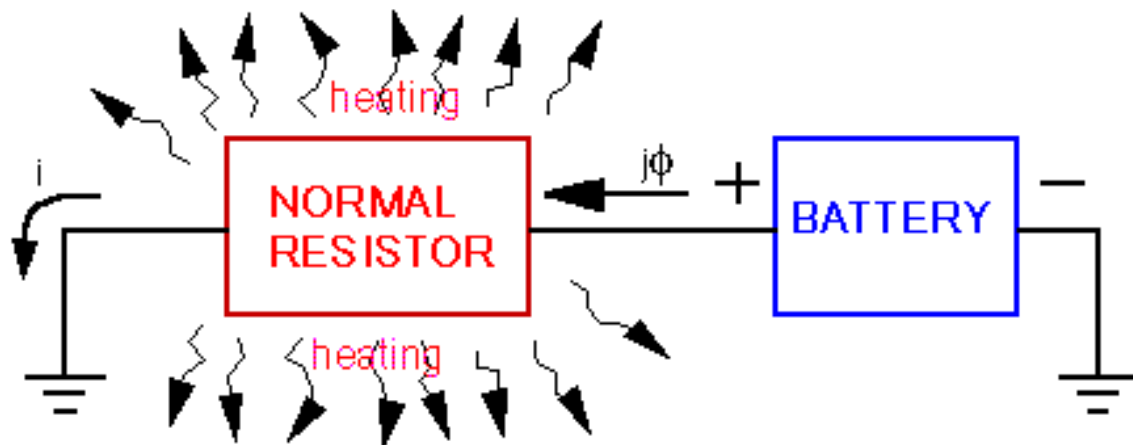 heating
i
jϕ
+
−
NORMAL
RESISTOR
BATTERY
heating